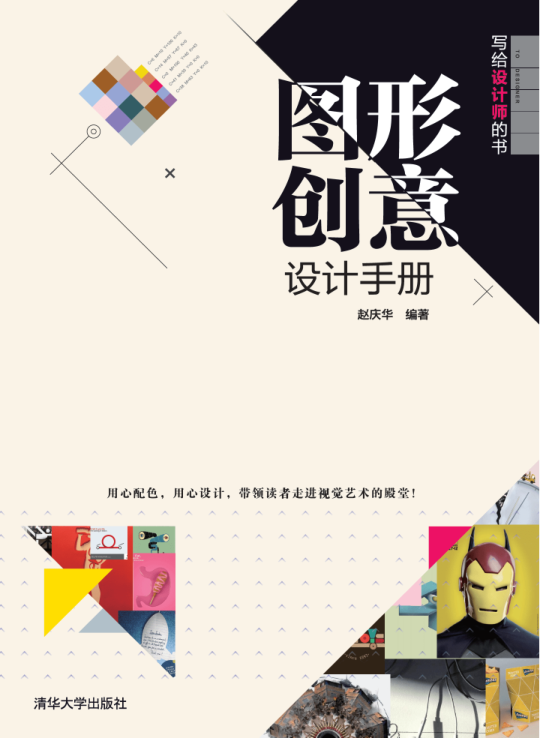 写给设计师的书
TO DESIGNER
图形
创意
设计手册
赵庆华 编著
用心配色，用心设计，带领读者走进视觉艺术的殿堂！
清华大学出版社